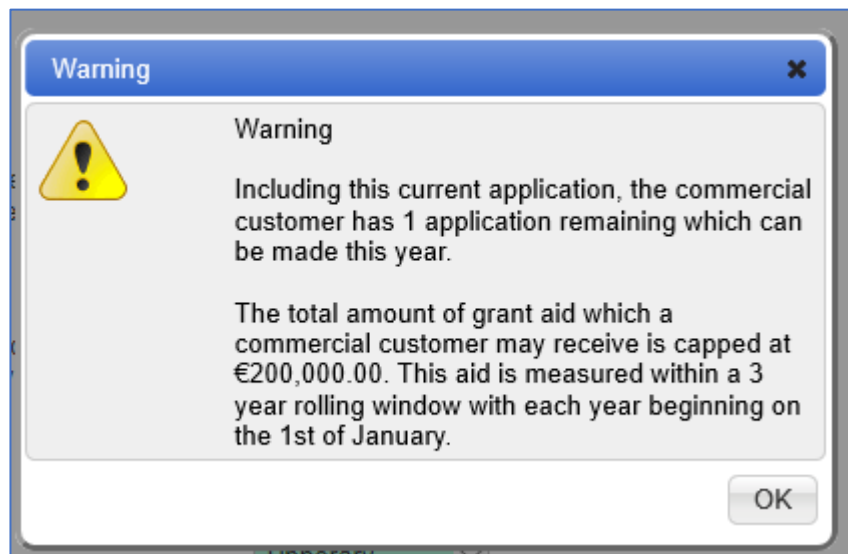 Warning
Warning
Including this current application, the commercial
customer has 1 application remaining which can
be made this year.
The total amount of grant aid which a
commercial customer may receive is capped at
€200,000.00. This aid is measured within a 3
year rolling window with each year beginning on
the 1st of January.
OK